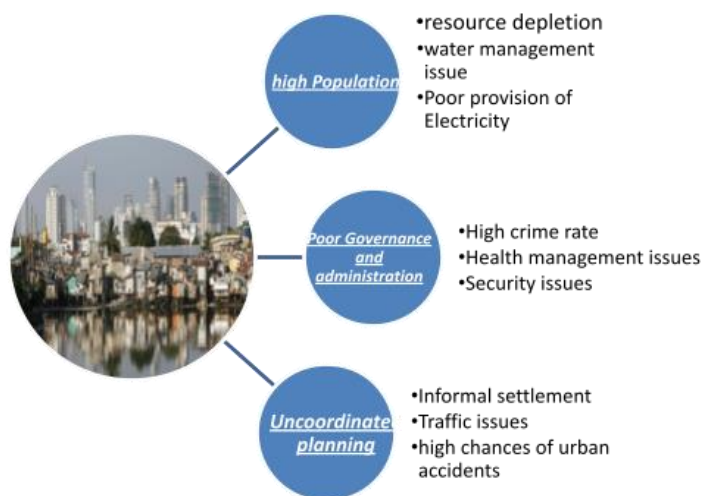 high Population
•resource depletion
•water management
issue
•Poor provision of
Electricity
Poor Governance
and
administration
•High crime rate
•Health management issues
•Security issues
Uncoordinate
planning
•Informal settlement
•Traffic issues
•high chances of urban
accidents